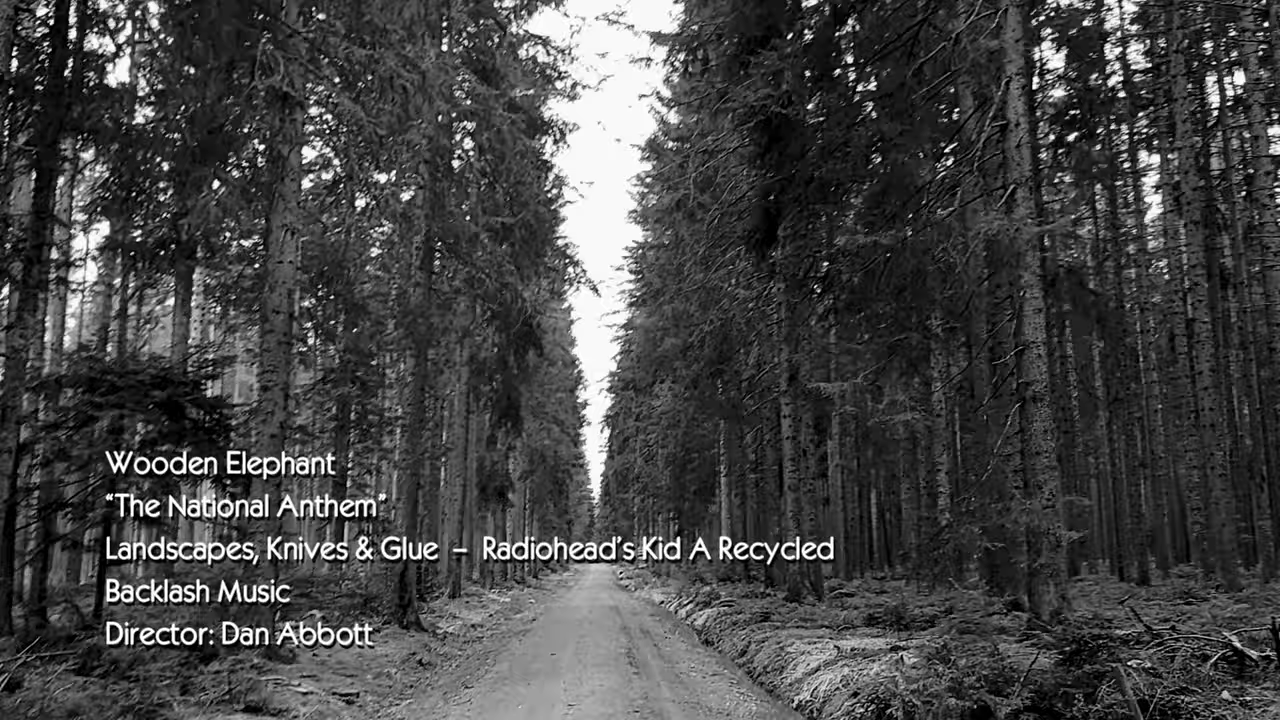 Wooden Elephant
“The National Anthem”
Landscapes, Knives & Glue – Radiohead's Kid A Recycled
Backlash Music
Director: Dan Abbott